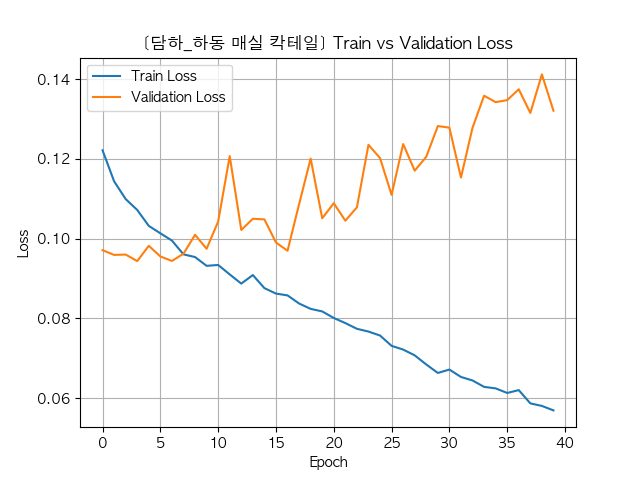 [담하_하동 매실 칵테일] Train vs Validation Loss
Train Loss
Validation Loss
Loss
0.14
0.12
0.10
0.08
0.06
0 5 10 15 20 25 30 35 40
Epoch